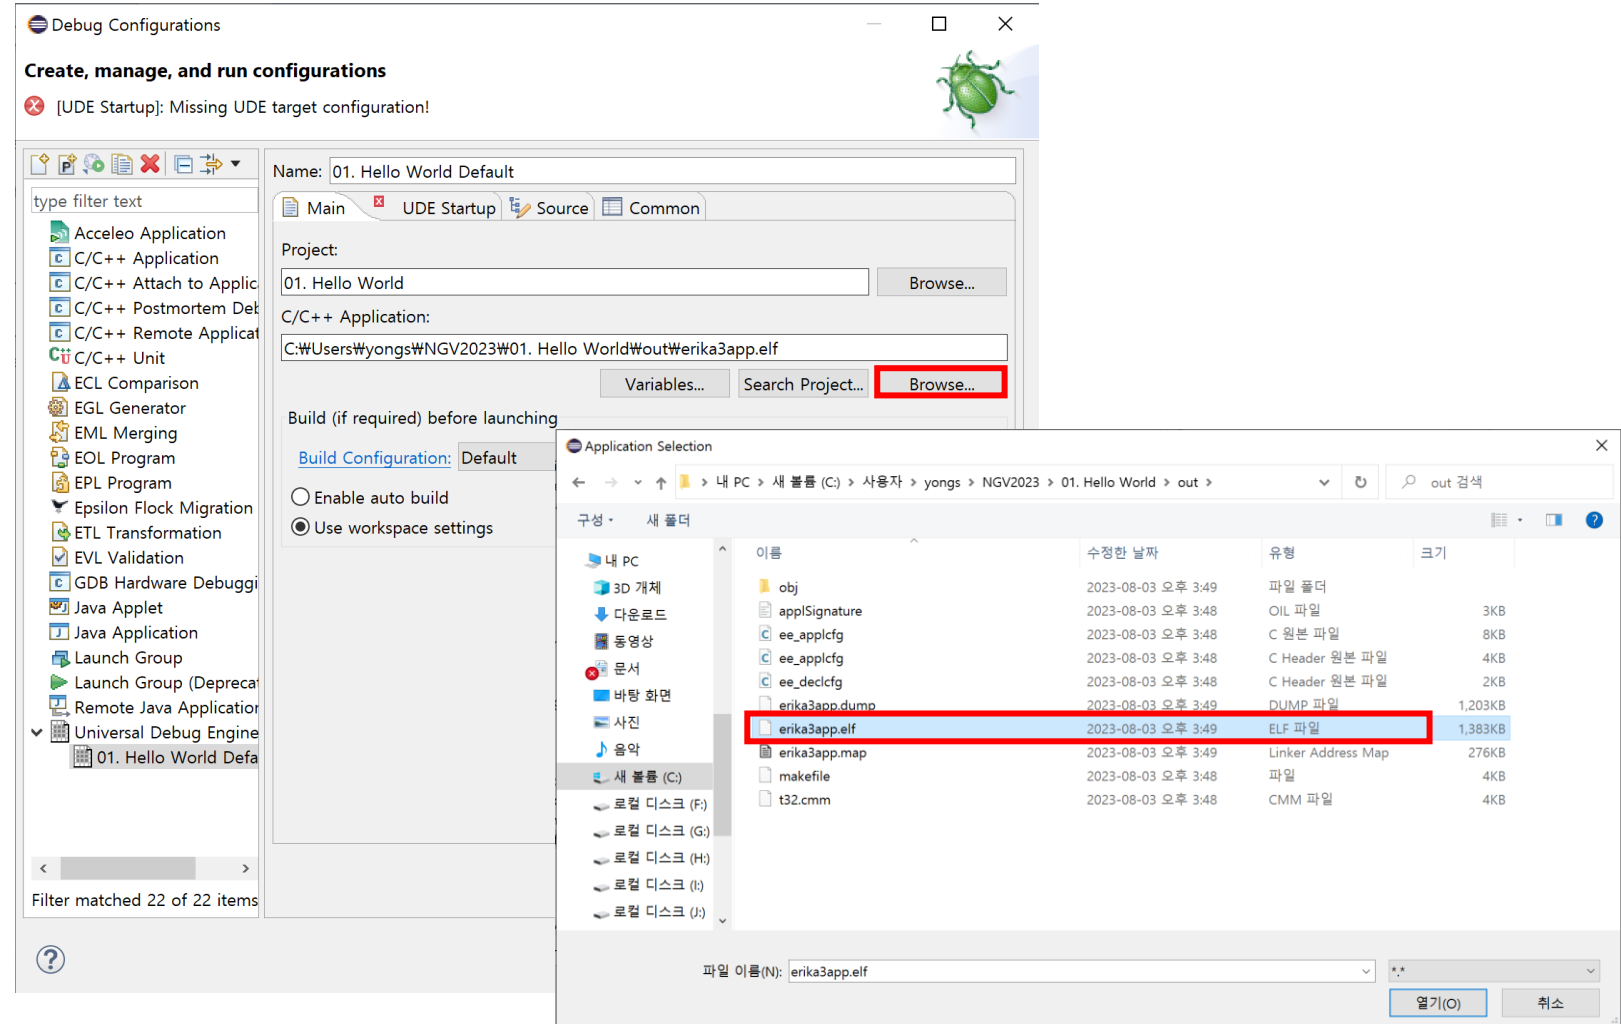 Debug Configurations
Create, manage, and run configurations
[UDE Startup]: Missing UDE target configuration!
type filter text
Acceleo Application
C/C++ Application
C/C++ Attach to Applic
C/C++ Postmortem Deb
C/C++ Remote Applicat
C/C++ Unit
ECL Comparison
EGL Generator
EML Merging
EOL Program
EPL Program
Epsilon Flock Migration
ETL Transformation
EVL Validation
GDB Hardware Debuggi
Java Applet
Java Application
Launch Group
Launch Group (Deprecat
Remote Java Application
Universal Debug Engine
01. Hello World Defa
Filter matched 22 of 22 items
Name: 01. Hello World Default
Main UDE Startup Source Common
Project:
01. Hello World Browse...
C/C++ Application:
C:₩Users₩yongs₩NGV2023₩01. Hello World₩out₩erika3app.elf
Variables... Search Project... Browse...
Build (if required) before launching
Build Configuration: Default
Enable auto build
Use workspace settings
Application Selection
내 PC > 새 볼륨 (C:) > 사용자 > yongs > NGV2023 > 01. Hello World > out > out 검색
구성 새 폴더
내 PC
3D 개체
다운로드
동영상
문서
바탕 화면
사진
음악
새 볼륨 (C:)
로컬 디스크 (F:)
로컬 디스크 (G:)
로컬 디스크 (H:)
로컬 디스크 (I:)
로컬 디스크 (J:)
이름 수정한 날짜 유형 크기
obj 2023-08-03 오후 3:49 파일 폴더
applSignature 2023-08-03 오후 3:48 OIL 파일 3KB
ee_applcfg 2023-08-03 오후 3:48 C 원본 파일 8KB
ee_applcfg 2023-08-03 오후 3:48 C Header 원본 파일 4KB
ee_declcfg 2023-08-03 오후 3:48 C Header 원본 파일 2KB
erika3app.dump 2023-08-03 오후 3:49 DUMP 파일 1,203KB
erika3app.elf 2023-08-03 오후 3:49 ELF 파일 1,383KB
erika3app.map 2023-08-03 오후 3:49 Linker Address Map 276KB
makefile 2023-08-03 오후 3:48 파일 4KB
t32.cmm 2023-08-03 오후 3:48 CMM 파일 4KB
파일 이름(N): erika3app.elf *.*
열기(O) 취소